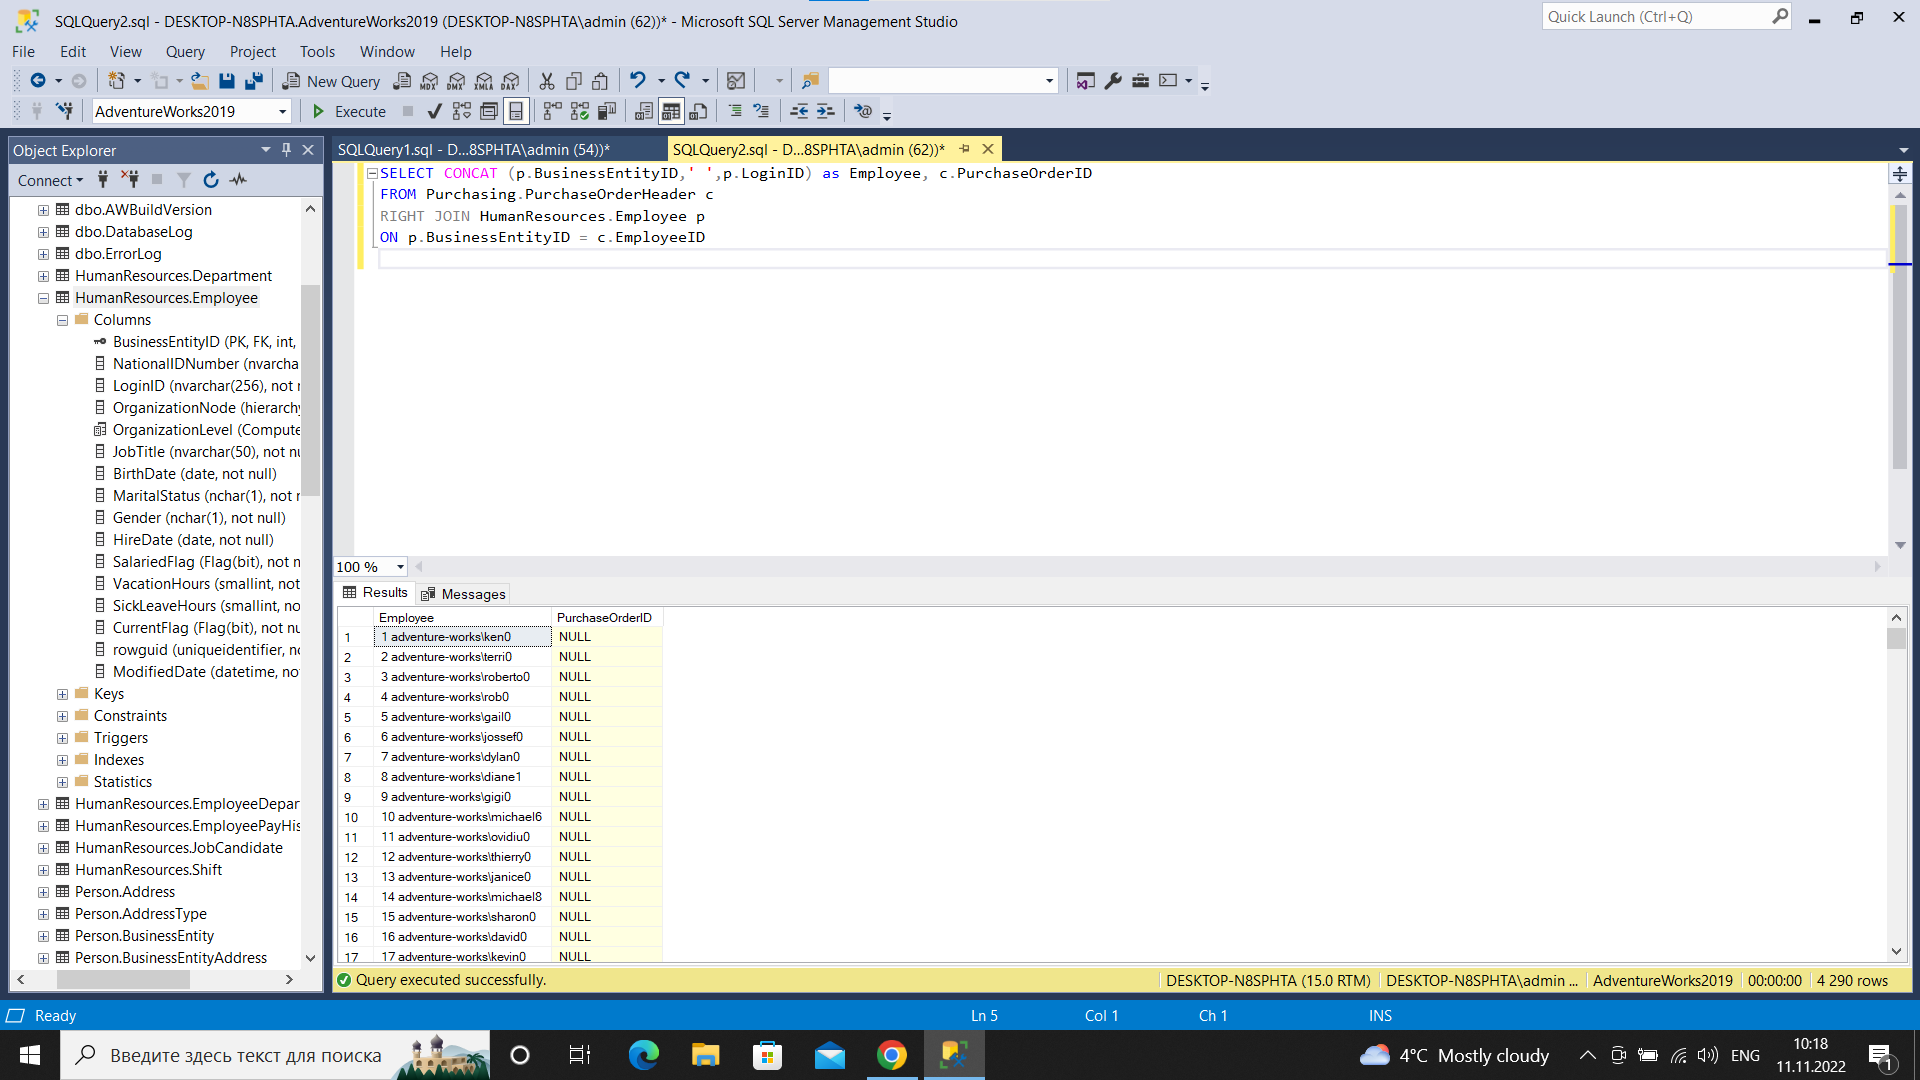 SQLQuery2.sql - DESKTOP-N8SPHTA.AdventureWorks2019 (DESKTOP-N8SPHTA\admin (62))* - Microsoft SQL Server Management Studio
Quick Launch (Ctrl+Q)
File Edit View Query Project Tools Window Help
New Query
AdventureWorks2019
Execute
Object Explorer
Connect
dbo.AWBuildVersion
dbo.DatabaseLog
dbo.ErrorLog
HumanResources.Department
HumanResources.Employee
Columns
BusinessEntityID (PK, FK, int,
NationalIDNumber (nvarcha
LoginID (nvarchar(256), not r
OrganizationNode (hierarchy
OrganizationLevel (Compute
JobTitle (nvarchar(50), not nu
BirthDate (date, not null)
MaritalStatus (nchar(1), not r
Gender (nchar(1), not null)
HireDate (date, not null)
SalariedFlag (Flag(bit), not n
VacationHours (smallint, not
SickLeaveHours (smallint, no
CurrentFlag (Flag(bit), not nu
rowguid (uniqueidentifier, no
ModifiedDate (datetime, no
Keys
Constraints
Triggers
Indexes
Statistics
HumanResources.EmployeeDepar
HumanResources.EmployeePayHis
HumanResources.JobCandidate
HumanResources.Shift
Person.Address
Person.AddressType
Person.BusinessEntity
Person.BusinessEntityAddress
SQLQuery1.sql - D...8SPHTA\admin (54))*
SQLQuery2.sql - D...8SPHTA\admin (62))*
SELECT CONCAT (p.BusinessEntityID,' ',p.LoginID) as Employee, c.PurchaseOrderID
FROM Purchasing.PurchaseOrderHeader c
RIGHT JOIN HumanResources.Employee p
ON p.BusinessEntityID = c.EmployeeID
100 %
Results Messages
Employee PurchaseOrderID
1 1 adventure-works\ken0 NULL
2 2 adventure-works\terri0 NULL
3 3 adventure-works\roberto0 NULL
4 4 adventure-works\rob0 NULL
5 5 adventure-works\gail0 NULL
6 6 adventure-works\jossef0 NULL
7 7 adventure-works\dylan0 NULL
8 8 adventure-works\diane1 NULL
9 9 adventure-works\gigi0 NULL
10 10 adventure-works\michael6 NULL
11 11 adventure-works\ovidiu0 NULL
12 12 adventure-works\thierry0 NULL
13 13 adventure-works\janice0 NULL
14 14 adventure-works\michael8 NULL
15 15 adventure-works\sharon0 NULL
16 16 adventure-works\david0 NULL
17 17 adventure-works\kevin0 NULL
Query executed successfully.
DESKTOP-N8SPHTA (15.0 RTM) DESKTOP-N8SPHTA\admin ... AdventureWorks2019 00:00:00 4 290 rows
Ready Ln 5 Col 1 Ch 1 INS
Введите здесь текст для поиска
4°C Mostly cloudy
ENG
10:18
11.11.2022
1